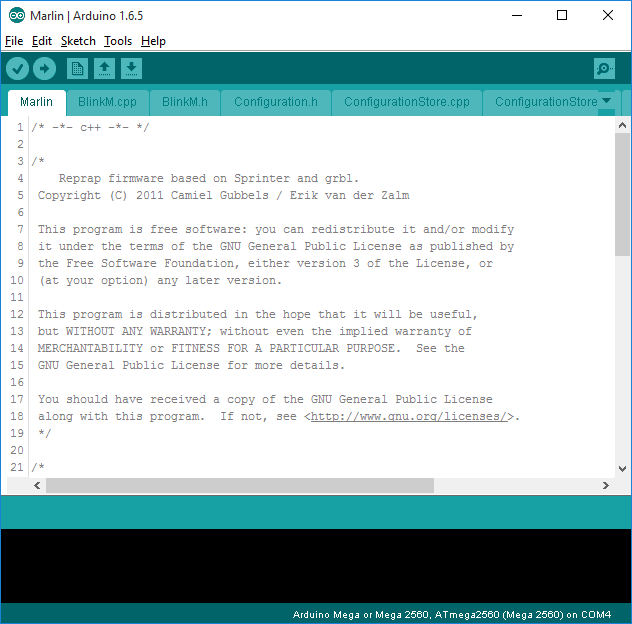 Marlin | Arduino 1.6.5
File Edit Sketch Tools Help
Marlin BlinkM.cpp BlinkM.h Configuration.h ConfigurationStore.cpp ConfigurationStore
1 /* -*- c++ -*- */
2
3 /*
4 Reprap firmware based on Sprinter and grbl.
5 Copyright (C) 2011 Camiel Gubbels / Erik van der Zalm
6
7 This program is free software: you can redistribute it and/or modify
8 it under the terms of the GNU General Public License as published by
9 the Free Software Foundation, either version 3 of the License, or
10 (at your option) any later version.
11
12 This program is distributed in the hope that it will be useful,
13 but WITHOUT ANY WARRANTY; without even the implied warranty of
14 MERCHANTABILITY or FITNESS FOR A PARTICULAR PURPOSE.  See the
15 GNU General Public License for more details.
16
17 You should have received a copy of the GNU General Public License
18 along with this program.  If not, see <http://www.gnu.org/licenses/>.
19 */
20
21 /*
Arduino Mega or Mega 2560, ATmega2560 (Mega 2560) on COM4